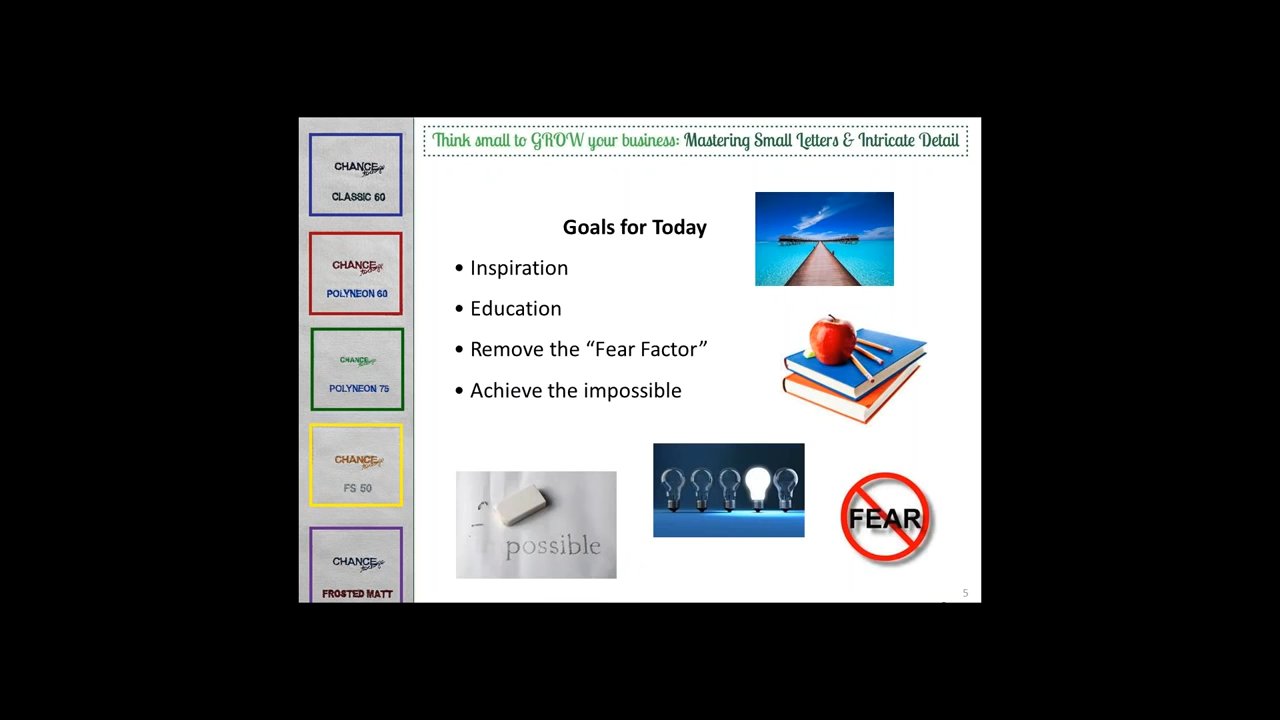 Think small to GROW your business: Mastering Small Letters & Intricate Detail
CHANCE
CLASSIC 60
CHANCE
POLYNEON 60
CHANCE
POLYNEON 75
CHANCE
FS 50
CHANCE
FROSTED MATT
Goals for Today
• Inspiration
• Education
• Remove the “Fear Factor”
• Achieve the impossible
possible
FEAR
5